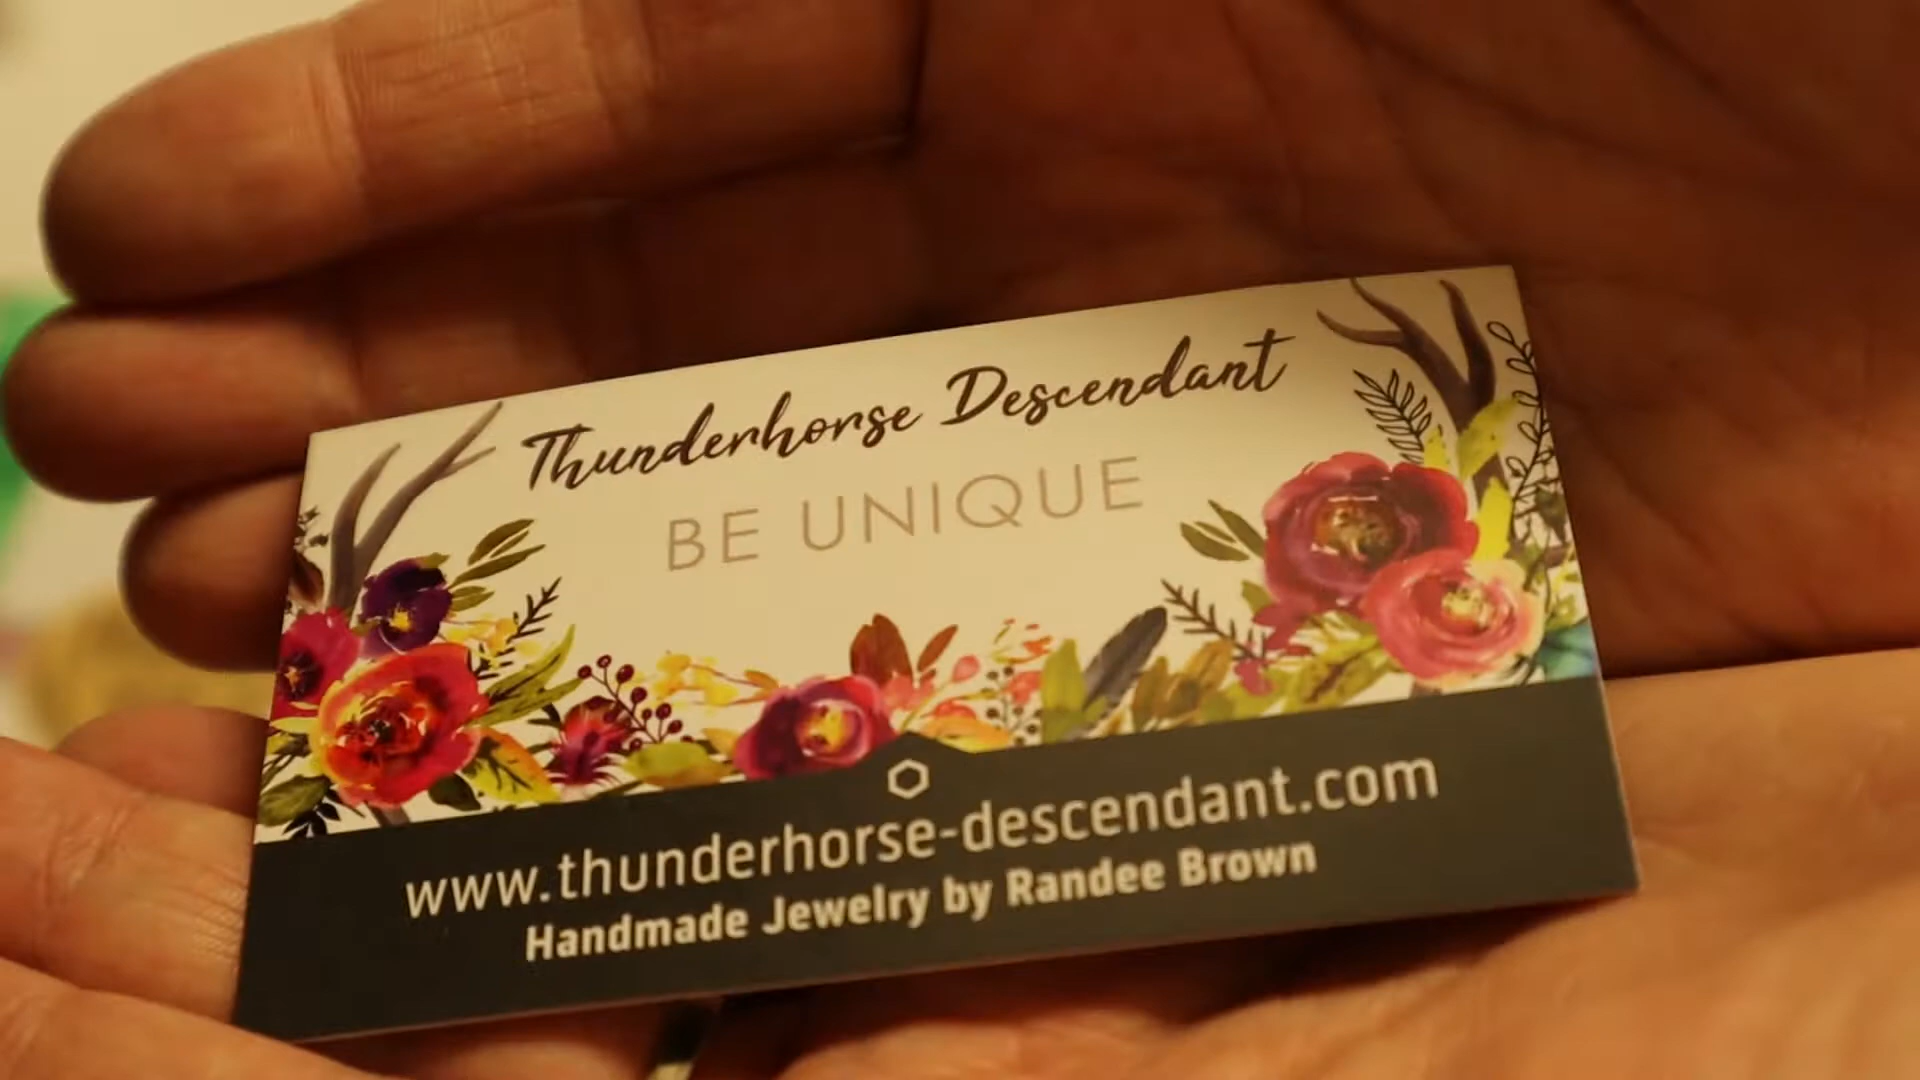 Thunderhorse Descendant
BE UNIQUE
www.thunderhorse-descendant.com
Handmade Jewelry by Randee Brown